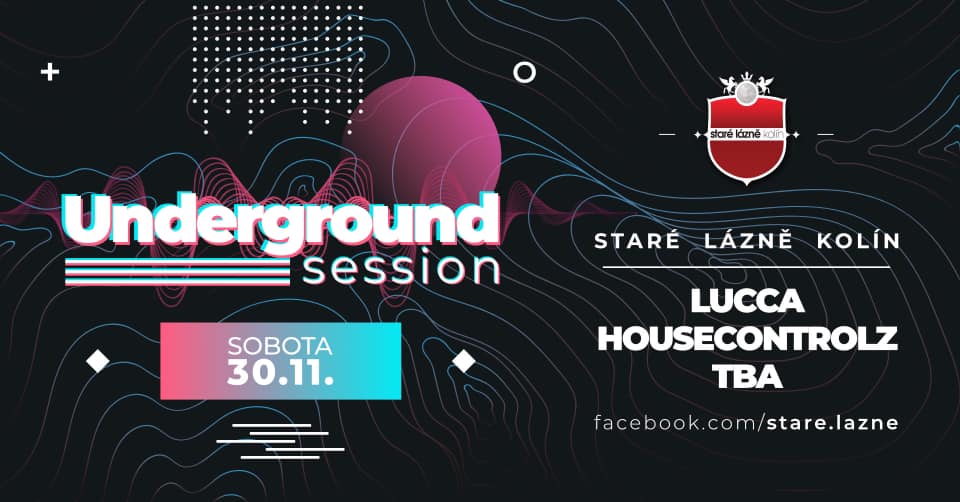 Underground
session
SOBOTA
30.11.
staré lázně kolín
STARÉ LÁZNĚ KOLÍN
LUCCA
HOUSECONTROLZ
TBA
facebook.com/stare.lazne